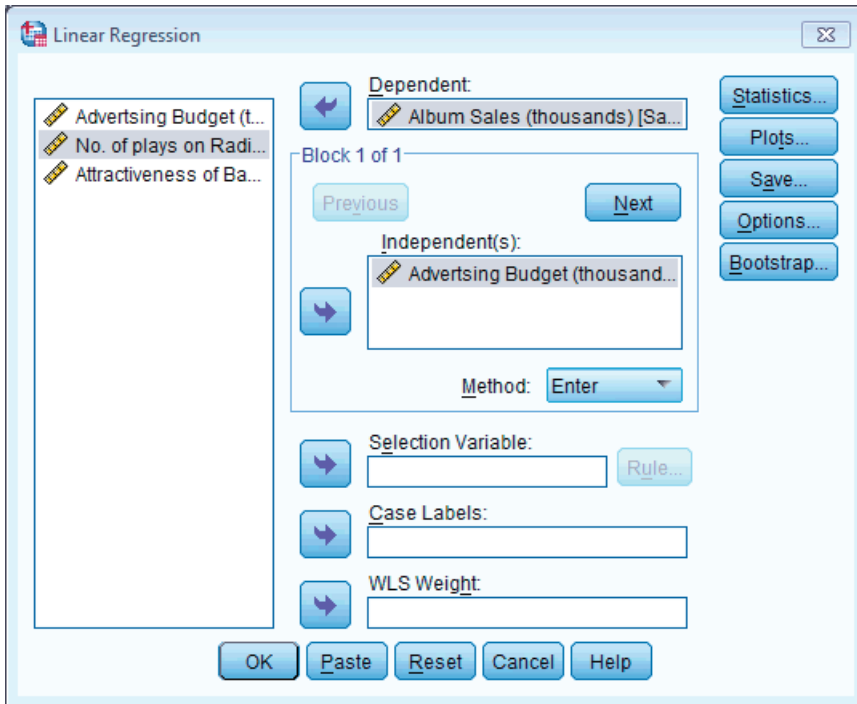 Linear Regression
Advertsing Budget (t...
No. of plays on Radi...
Attractiveness of Ba...
Dependent:
Album Sales (thousands) [Sa...
Block 1 of 1
Previous
Next
Independent(s):
Advertsing Budget (thousand...
Method: Enter
Selection Variable:
Rule...
Case Labels:
WLS Weight:
Statistics...
Plots...
Save...
Options...
Bootstrap...
OK Paste Reset Cancel Help